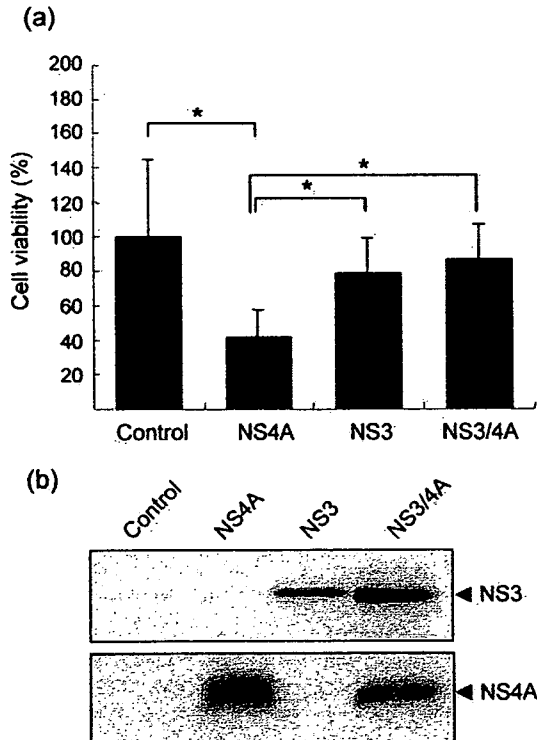 (a)
200
180
160
140
120
100
80
60
40
20
Cell viability (%)
*
*
*
Control NS4A NS3 NS3/4A
(b)
Control NS4A NS3 NS3/4A
NS3
NS4A